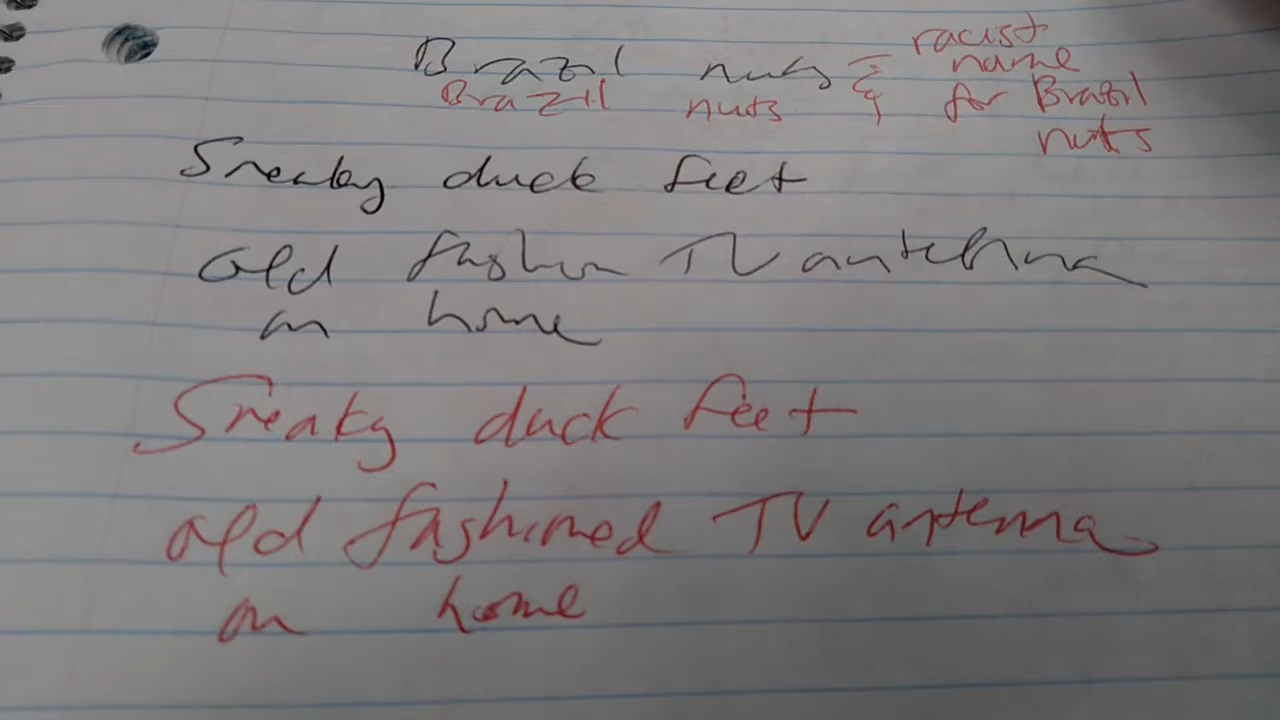 Brazil nuts &
racist
name
Brazil nuts & for Brazil
nuts
Sneaky duck feet
old fashion TV antenna
on home
Sneaky duck feet
old fashioned TV antenna
on home